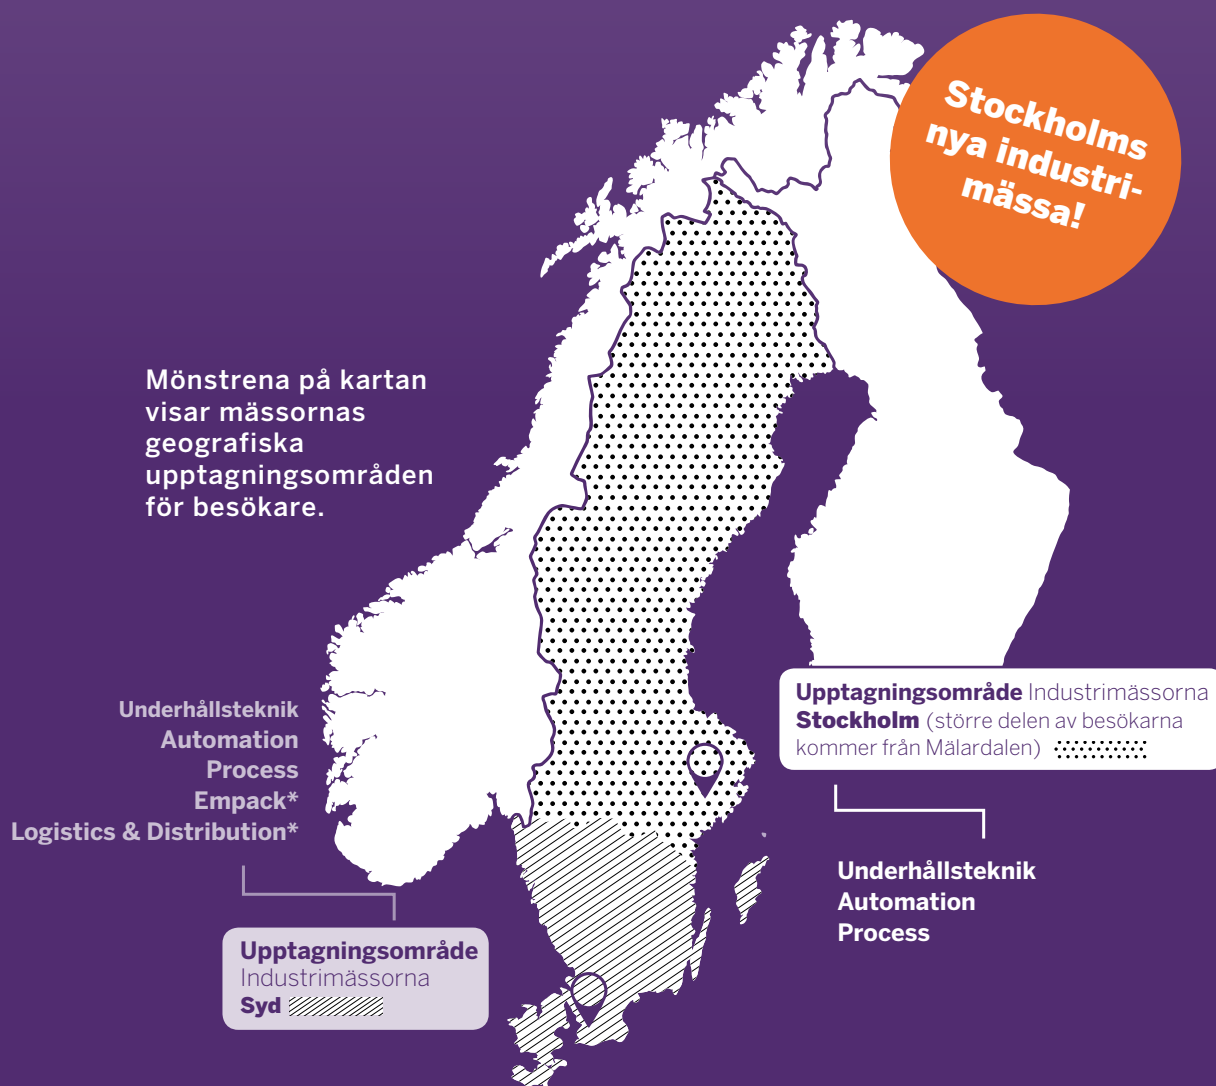 Stockholms
nya industri-
mässa!
Mönstrena på kartan
visar mässornas
geografiska
upptagningsområden
för besökare.
Underhållsteknik
Automation
Process
Empack*
Logistics & Distribution*
Upptagningsområde
Industrimässorna
Syd
Upptagningsområde Industrimässorna
Stockholm (större delen av besökarna
kommer från Mälardalen)
Underhållsteknik
Automation
Process